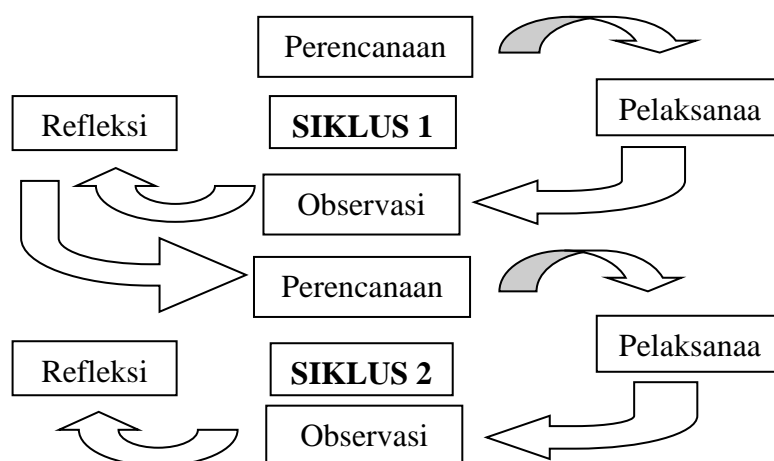 Perencanaan
Pelaksanaa
Refleksi
SIKLUS 1
Observasi
Perencanaan
Pelaksanaa
Refleksi
SIKLUS 2
Observasi